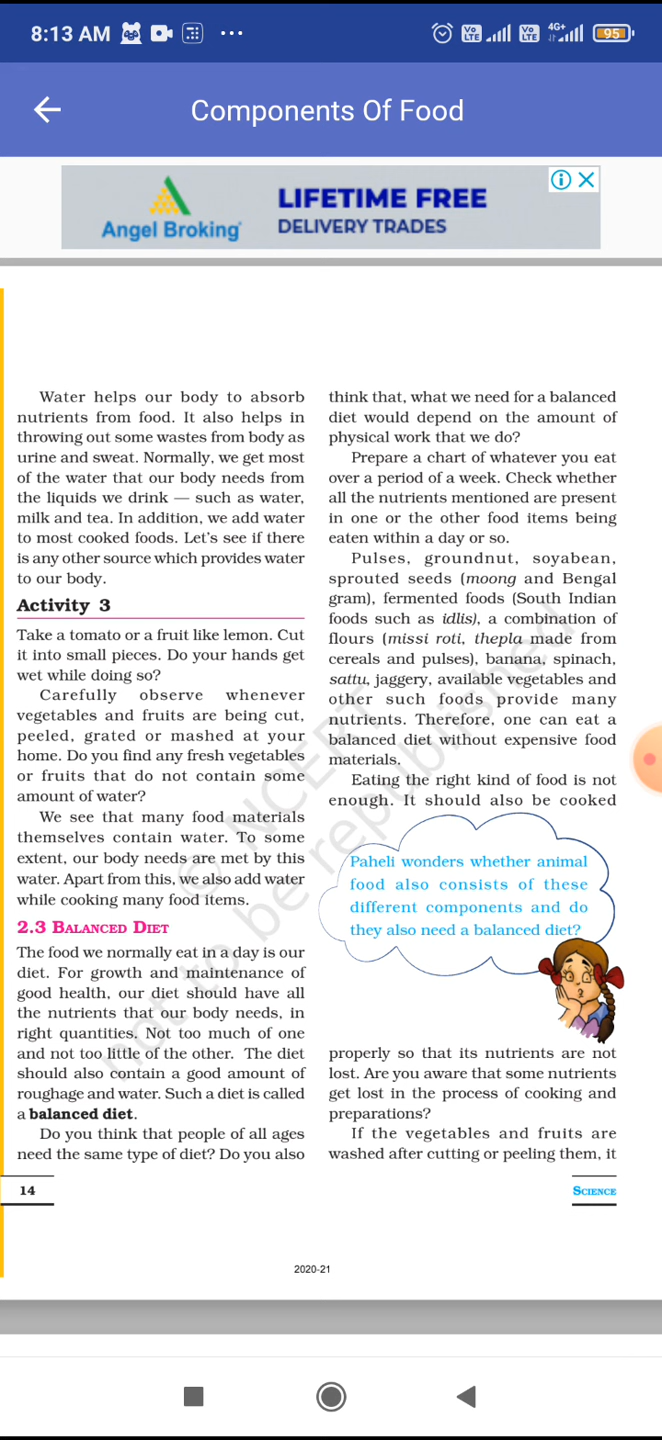 8:13 AM
Vo LTE
Vo LTE
4G+
95
Components Of Food
Angel Broking
LIFETIME FREE
DELIVERY TRADES
Water helps our body to absorb
nutrients from food. It also helps in
throwing out some wastes from body as
urine and sweat. Normally, we get most
of the water that our body needs from
the liquids we drink — such as water,
milk and tea. In addition, we add water
to most cooked foods. Let's see if there
is any other source which provides water
to our body.
Activity 3
Take a tomato or a fruit like lemon. Cut
it into small pieces. Do your hands get
wet while doing so?
Carefully observe whenever
vegetables and fruits are being cut,
peeled, grated or mashed at your
home. Do you find any fresh vegetables
or fruits that do not contain some
amount of water?
We see that many food materials
themselves contain water. To some
extent, our body needs are met by this
water. Apart from this, we also add water
while cooking many food items.
2.3 BALANCED DIET
The food we normally eat in a day is our
diet. For growth and maintenance of
good health, our diet should have all
the nutrients that our body needs, in
right quantities. Not too much of one
and not too little of the other. The diet
should also contain a good amount of
roughage and water. Such a diet is called
a balanced diet.
Do you think that people of all ages
need the same type of diet? Do you also
think that, what we need for a balanced
diet would depend on the amount of
physical work that we do?
Prepare a chart of whatever you eat
over a period of a week. Check whether
all the nutrients mentioned are present
in one or the other food items being
eaten within a day or so.
Pulses, groundnut, soyabean,
sprouted seeds (moong and Bengal
gram), fermented foods (South Indian
foods such as idlis), a combination of
flours (missi roti, thepla made from
cereals and pulses), banana, spinach,
sattu, jaggery, available vegetables and
other such foods provide many
nutrients. Therefore, one can eat a
balanced diet without expensive food
materials.
Eating the right kind of food is not
enough. It should also be cooked
Paheli wonders whether animal
food also consists of these
different components and do
they also need a balanced diet?
properly so that its nutrients are not
lost. Are you aware that some nutrients
get lost in the process of cooking and
preparations?
If the vegetables and fruits are
washed after cutting or peeling them, it
14
SCIENCE
2020-21
© NCERT
not to be republished